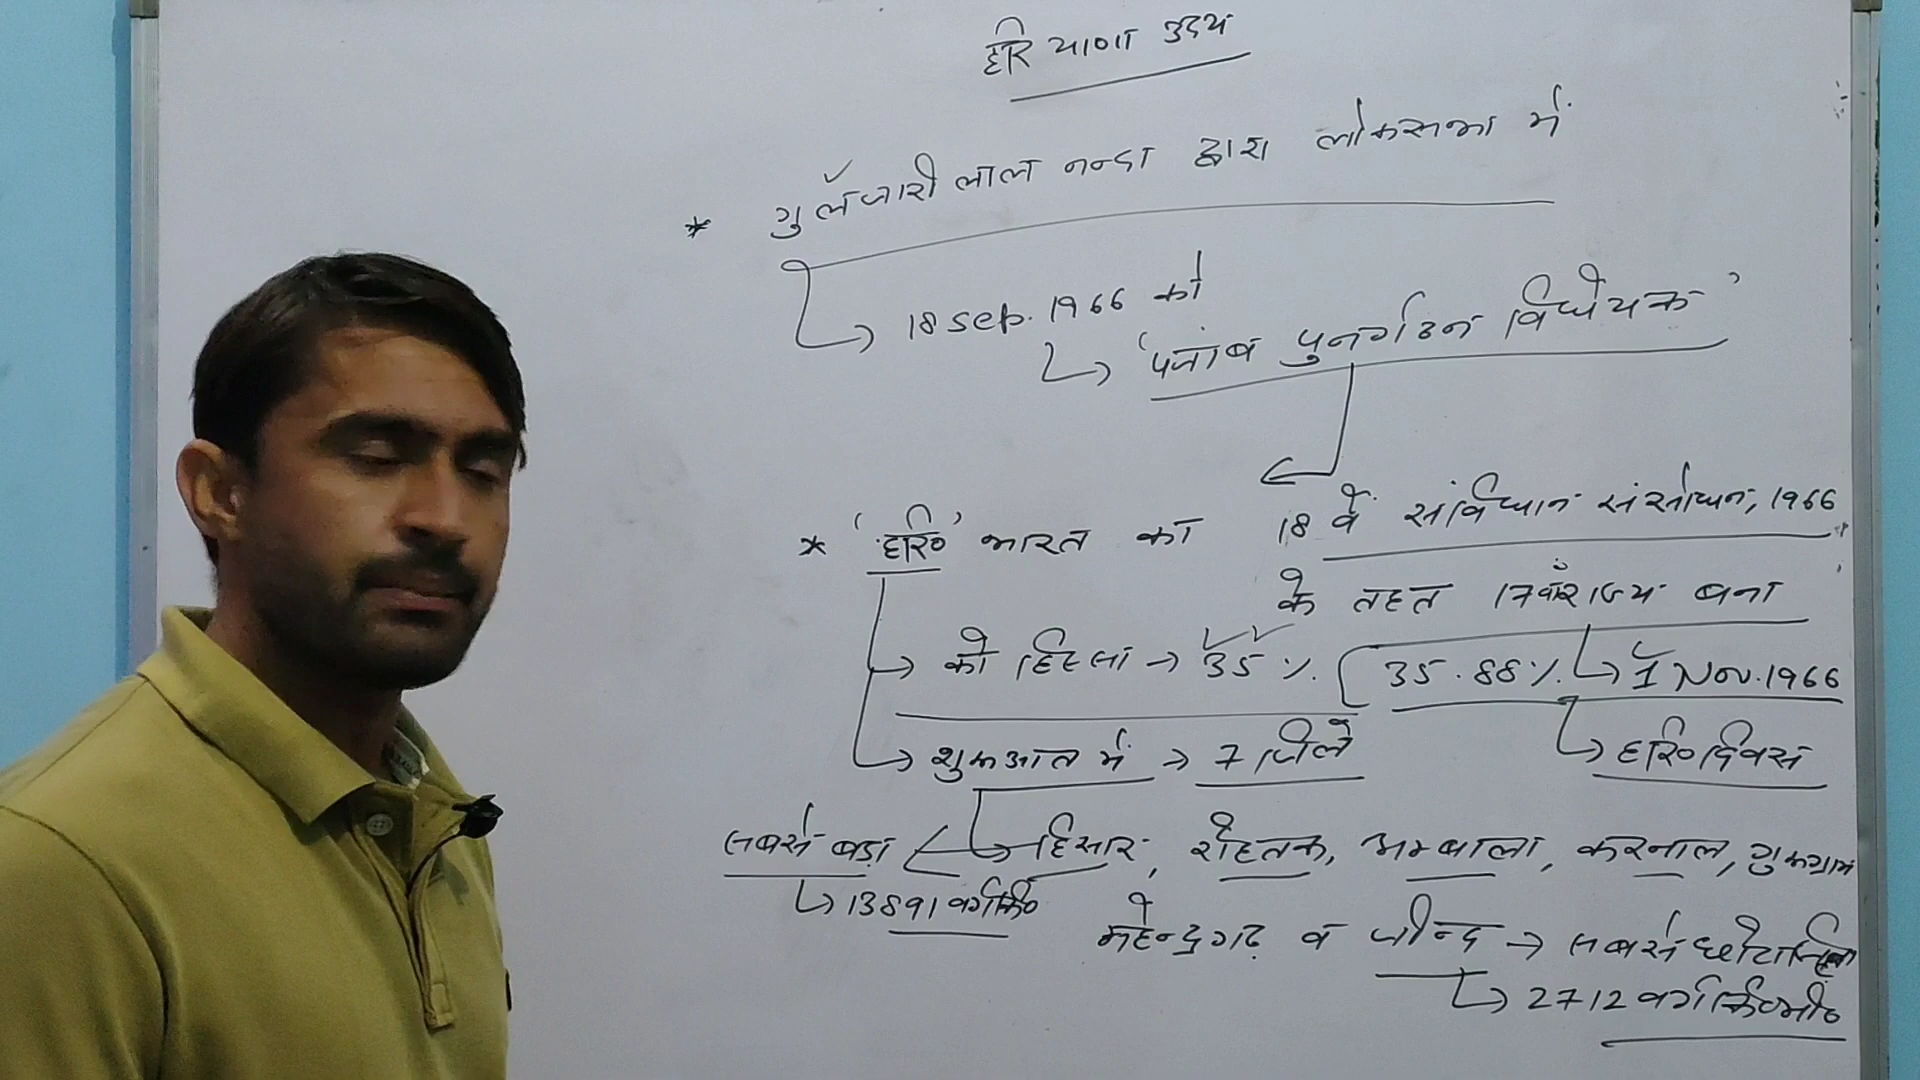 हरियाणा उदय
* गुलजारी लाल नन्दा द्वारा लोकसभा में
18 Sep. 1966 को
'पंजाब पुनर्गठन विधेयक'
* 'हरि०' भारत का 18 वें संविधान संसोधन, 1966
के तहत 17वाँ राज्य बना
को हिस्सा → 35 %. 35.88%. 1 Nov. 1966
शुरूआत में → 7 जिले हरि० दिवस
सबसे बड़ा हिसार, रोहतक, अम्बाला, करनाल, गुरूग्राम
13891 वर्ग कि०
महेन्द्रगढ़ व जीन्द → सबसे छोटा जिला
2712 वर्ग कि०मी०